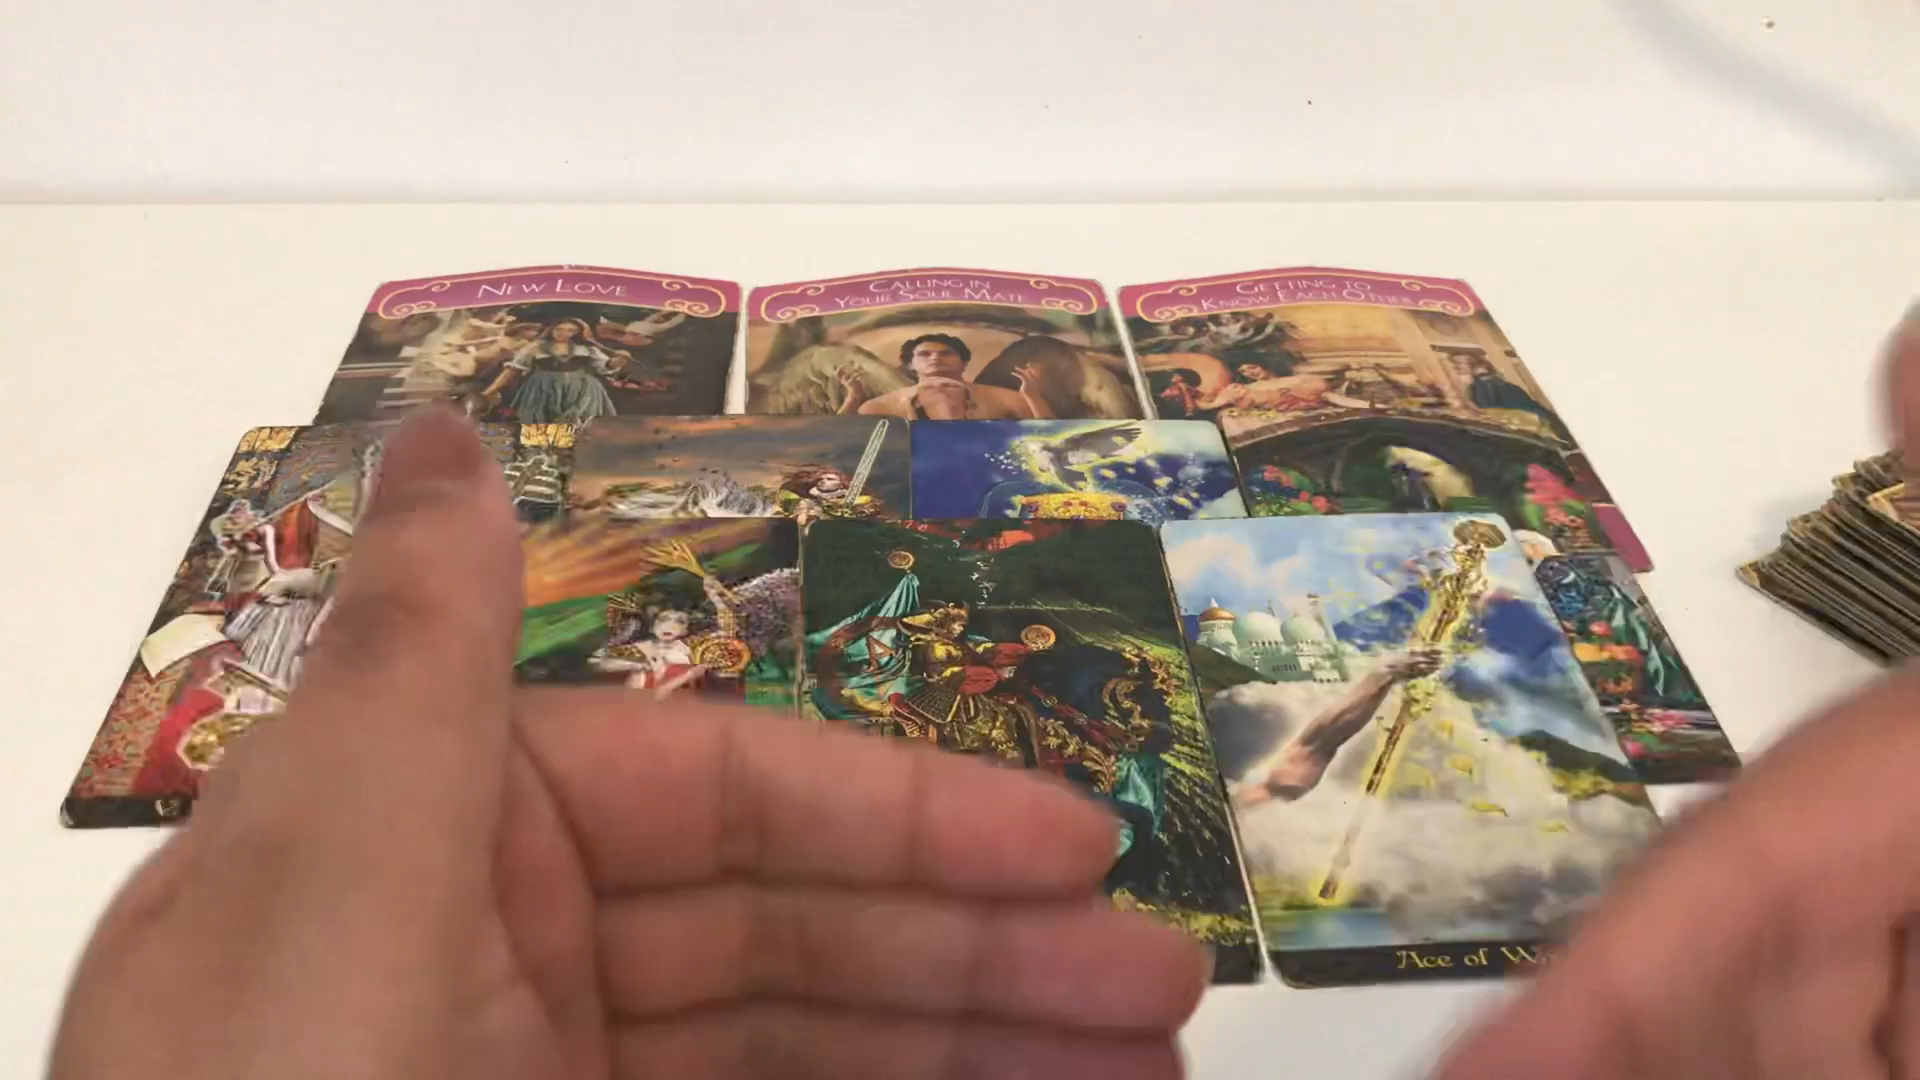 New Love
Calling in
Your Soul Mate
Getting to
Know Each Other
Ace of